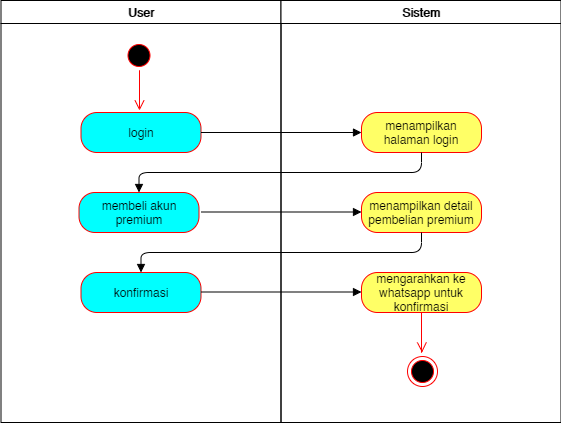 User
Sistem
login
menampilkan
halaman login
membeli akun
premium
menampilkan detail
pembelian premium
konfirmasi
mengarahkan ke
whatsapp untuk
konfirmasi